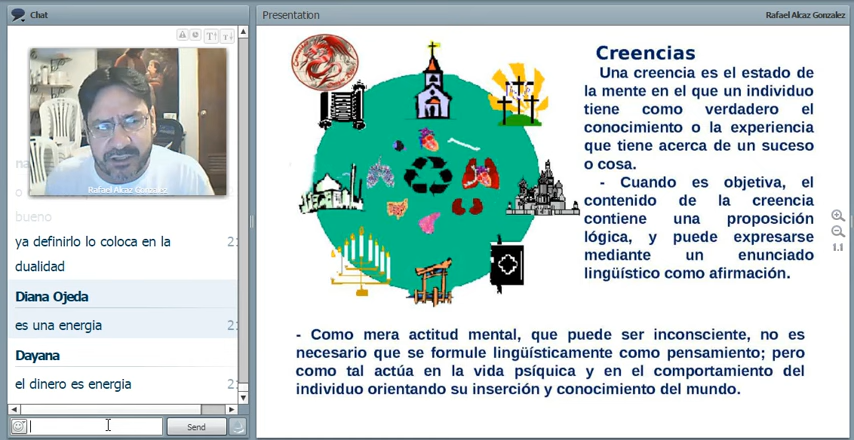 Chat
Presentation
Rafael Alcaz Gonzalez
Rafael Alcaz Gonzalez
bueno
ya definirlo lo coloca en la
dualidad
Diana Ojeda
es una energia
Dayana
el dinero es energia
Send
Creencias
Una creencia es el estado de
la mente en el que un individuo
tiene como verdadero el
conocimiento o la experiencia
que tiene acerca de un suceso
o cosa.
- Cuando es objetiva, el
contenido de la creencia
contiene una proposición
lógica, y puede expresarse
mediante un enunciado
lingüístico como afirmación.
- Como mera actitud mental, que puede ser inconsciente, no es
necesario que se formule lingüísticamente como pensamiento; pero
como tal actúa en la vida psíquica y en el comportamiento del
individuo orientando su inserción y conocimiento del mundo.
1.1